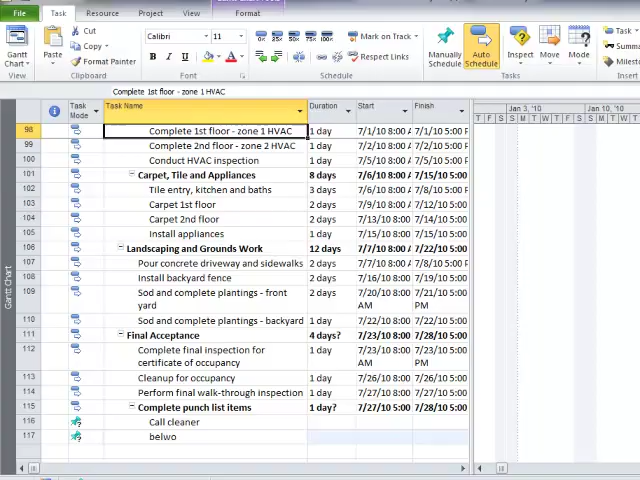 File Task Resource Project View Format
Gantt Chart
Paste
Cut
Copy
Format Painter
Calibri 11
B I U
0% 25% 50% 75% 100%
Mark on Track
Respect Links
Manually Schedule
Auto Schedule
Inspect Move Mode
Task
Summ
Milesto
View Clipboard Font Schedule Tasks
Complete 1st floor - zone 1 HVAC
Task Mode Task Name Duration Start Finish
Jan 3, '10 Jan 10, '10
T F S S M T W T F S S M T W T
98 Complete 1st floor - zone 1 HVAC 1 day 7/1/10 8:00 A 7/1/10 5:00 P
99 Complete 2nd floor - zone 2 HVAC 1 day 7/2/10 8:00 A 7/2/10 5:00 P
100 Conduct HVAC inspection 1 day 7/5/10 8:00 A 7/5/10 5:00 P
101 Carpet, Tile and Appliances 8 days 7/6/10 8:00 A 7/15/10 5:00
102 Tile entry, kitchen and baths 3 days 7/6/10 8:00 A 7/8/10 5:00 P
103 Carpet 1st floor 2 days 7/9/10 8:00 A 7/12/10 5:00
104 Carpet 2nd floor 2 days 7/13/10 8:00 7/14/10 5:00
105 Install appliances 1 day 7/15/10 8:00 7/15/10 5:00
106 Landscaping and Grounds Work 12 days 7/7/10 8:00 A 7/22/10 5:00
107 Pour concrete driveway and sidewalks 2 days 7/7/10 8:00 A 7/8/10 5:00 P
108 Install backyard fence 2 days 7/16/10 8:00 7/19/10 5:00
109 Sod and complete plantings - front yard 2 days 7/20/10 8:00 AM 7/21/10 5:00 PM
110 Sod and complete plantings - backyard 1 day 7/22/10 8:00 7/22/10 5:00
111 Final Acceptance 4 days? 7/23/10 8:00 7/28/10 5:00
112 Complete final inspection for certificate of occupancy 1 day 7/23/10 8:00 AM 7/23/10 5:00 PM
113 Cleanup for occupancy 1 day 7/26/10 8:00 7/26/10 5:00
114 Perform final walk-through inspection 1 day 7/27/10 8:00 7/27/10 5:00
115 Complete punch list items 1 day? 7/27/10 5:00 7/28/10 5:00
116 Call cleaner
117 belwo
Gantt Chart